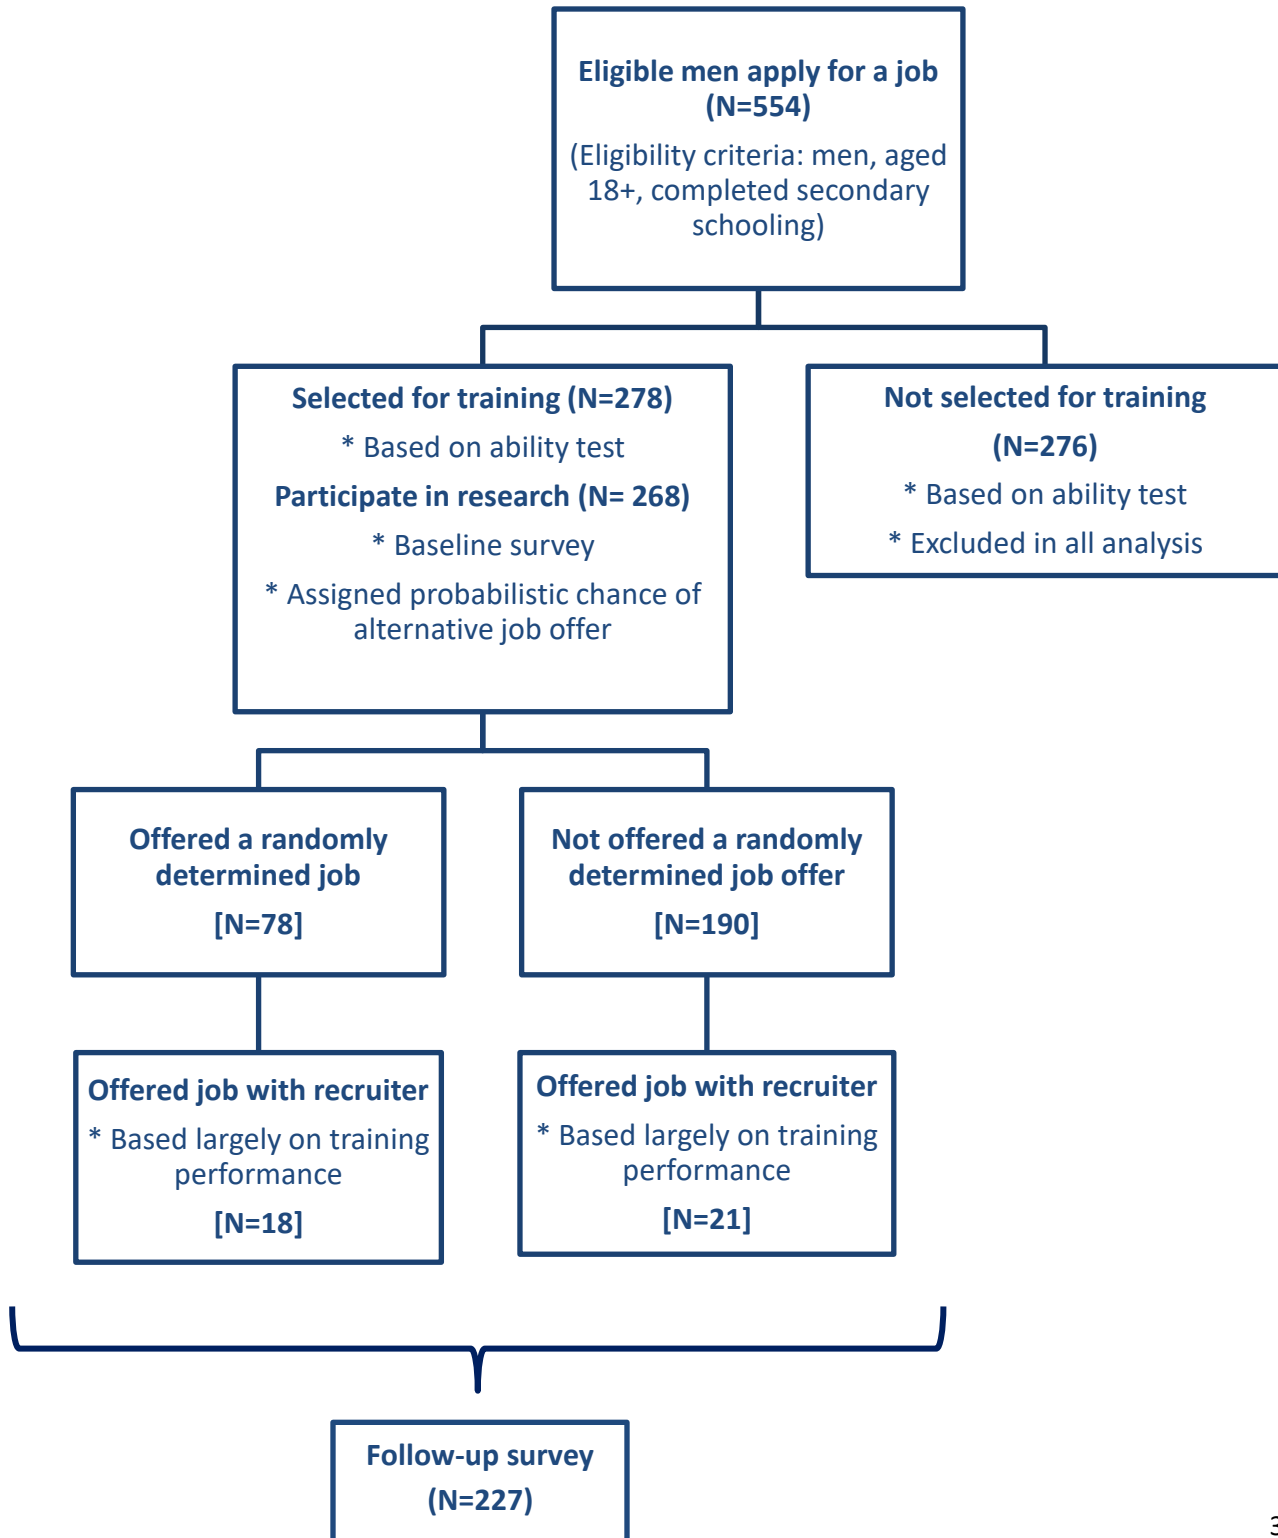 Eligible men apply for a job
(N=554)
(Eligibility criteria: men, aged
18+, completed secondary
schooling)
Selected for training (N=278)
* Based on ability test
Participate in research (N= 268)
* Baseline survey
* Assigned probabilistic chance of
alternative job offer
Not selected for training
(N=276)
* Based on ability test
* Excluded in all analysis
Offered a randomly
determined job
[N=78]
Not offered a randomly
determined job offer
[N=190]
Offered job with recruiter
* Based largely on training
performance
[N=18]
Offered job with recruiter
* Based largely on training
performance
[N=21]
Follow-up survey
(N=227)